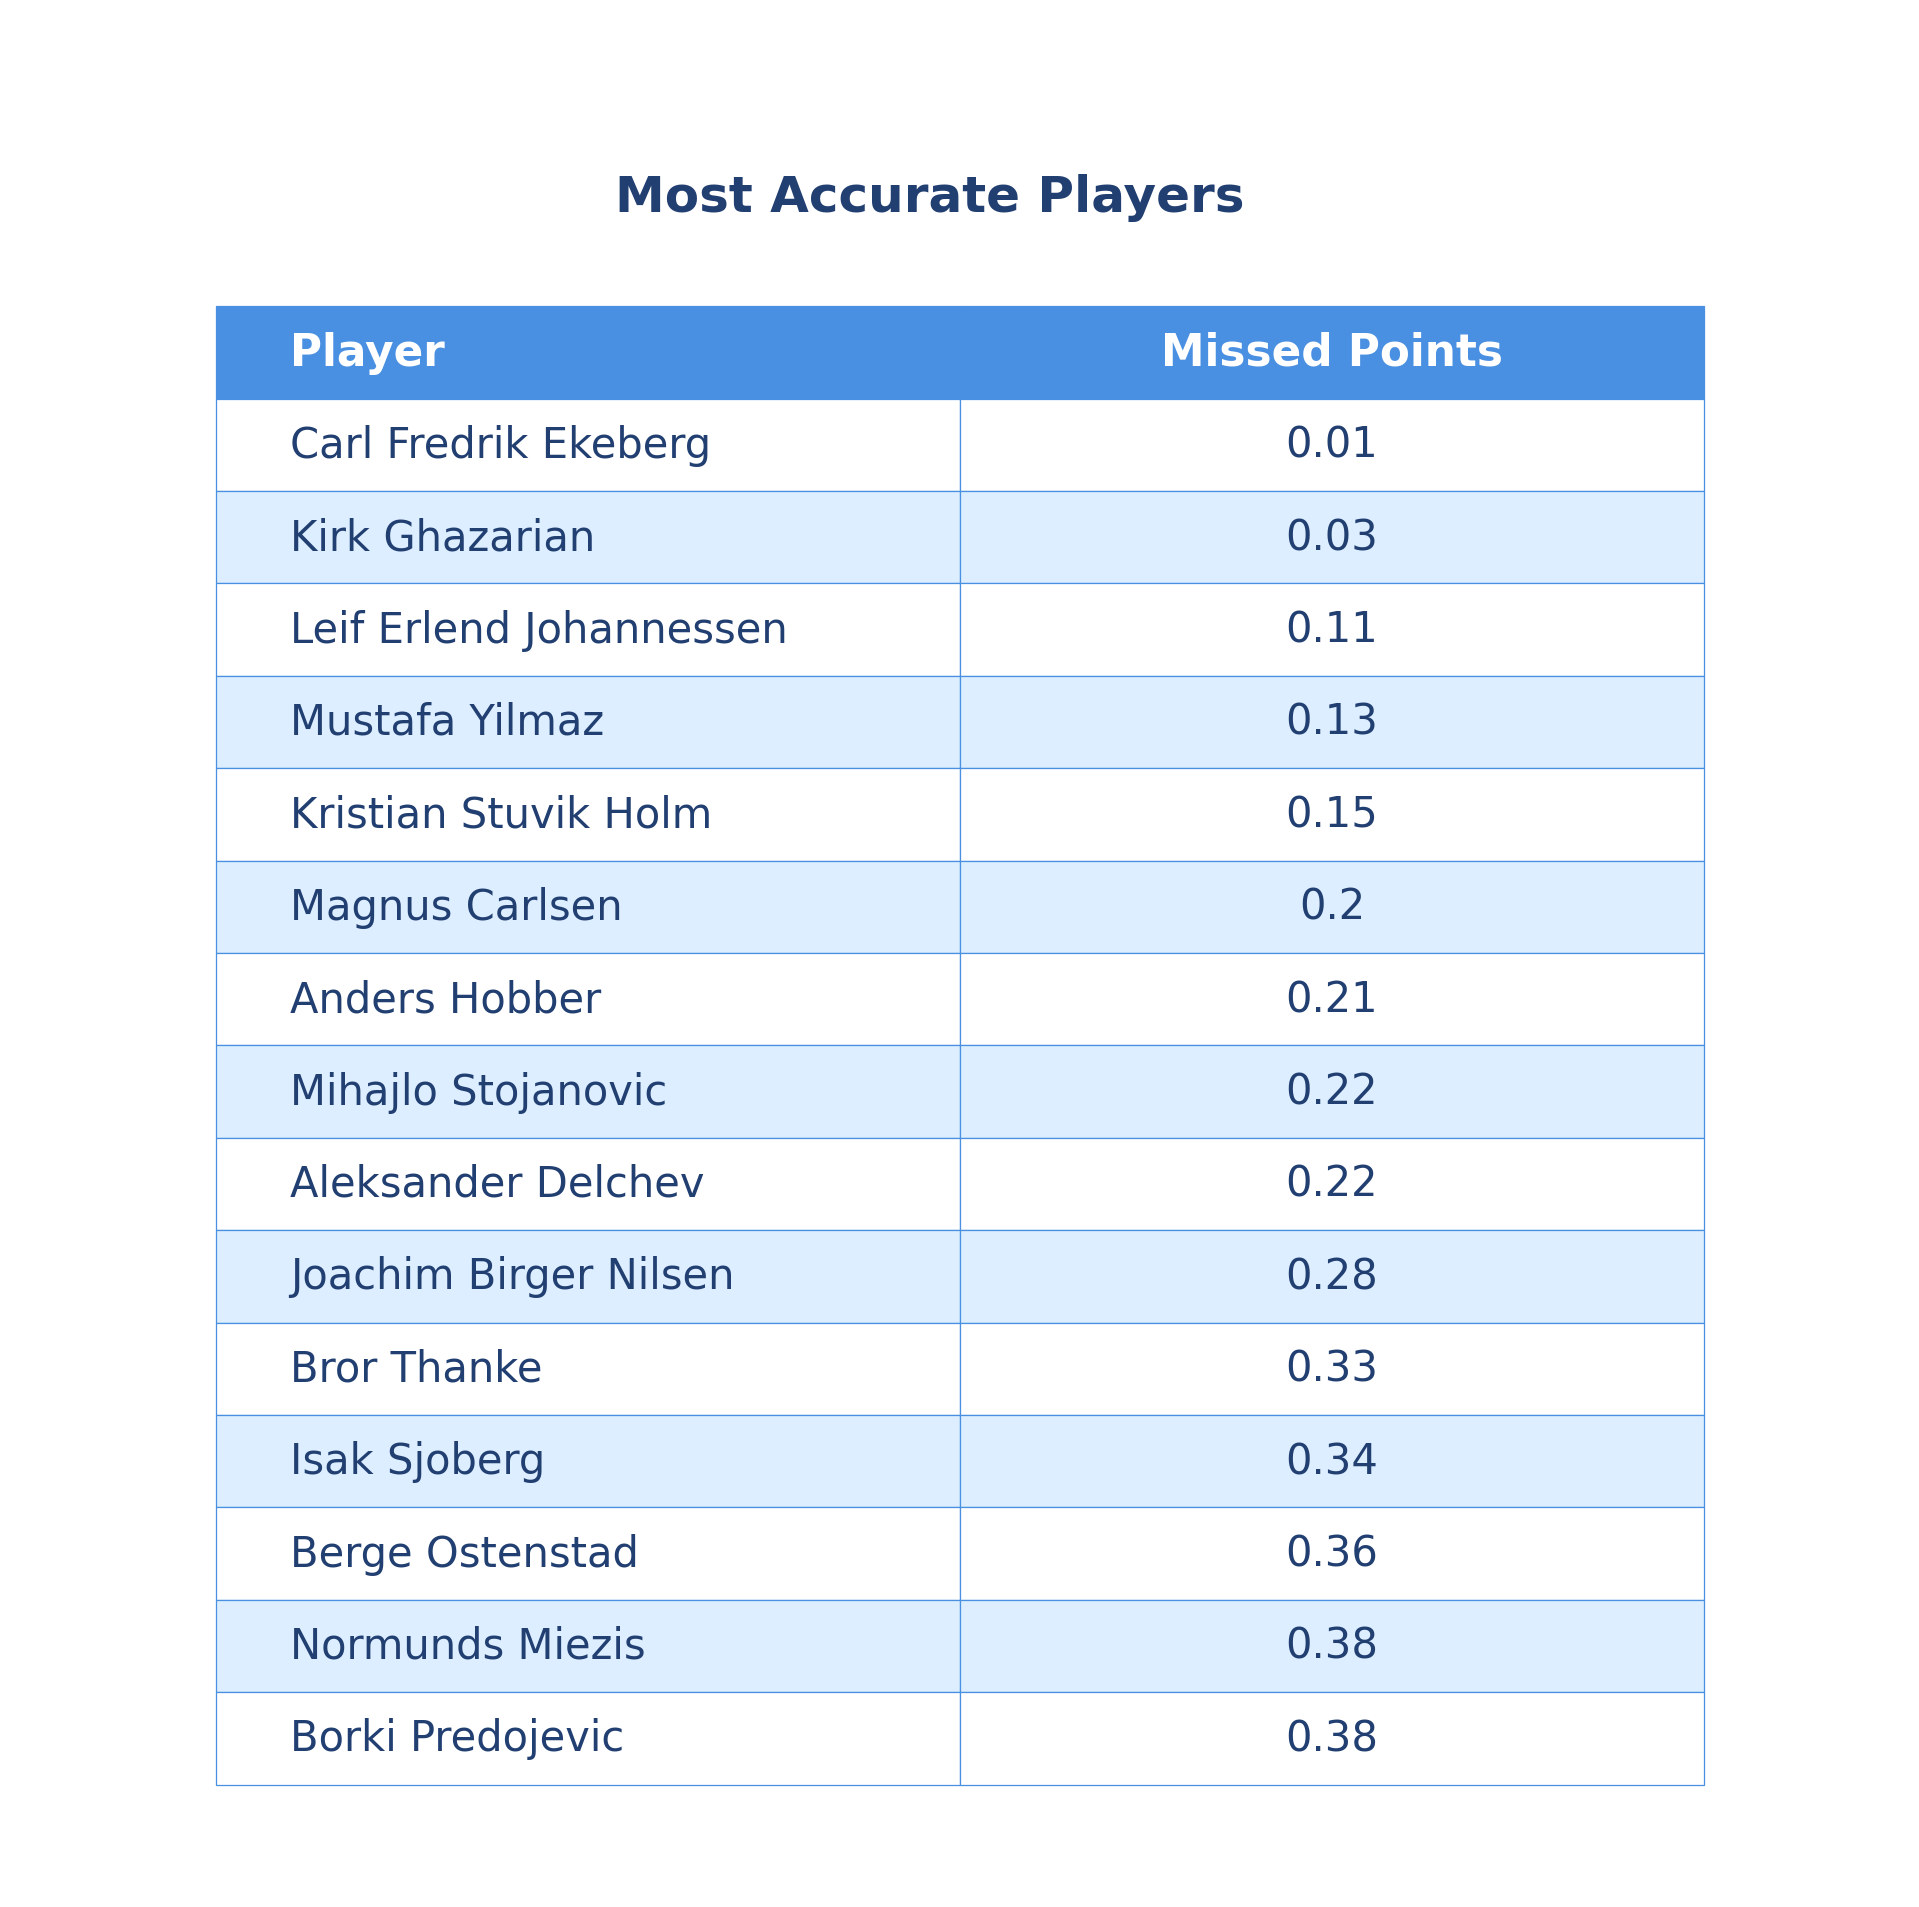 Most Accurate Players
Player Missed Points
Carl Fredrik Ekeberg 0.01
Kirk Ghazarian 0.03
Leif Erlend Johannessen 0.11
Mustafa Yilmaz 0.13
Kristian Stuvik Holm 0.15
Magnus Carlsen 0.2
Anders Hobber 0.21
Mihajlo Stojanovic 0.22
Aleksander Delchev 0.22
Joachim Birger Nilsen 0.28
Bror Thanke 0.33
Isak Sjoberg 0.34
Berge Ostenstad 0.36
Normunds Miezis 0.38
Borki Predojevic 0.38